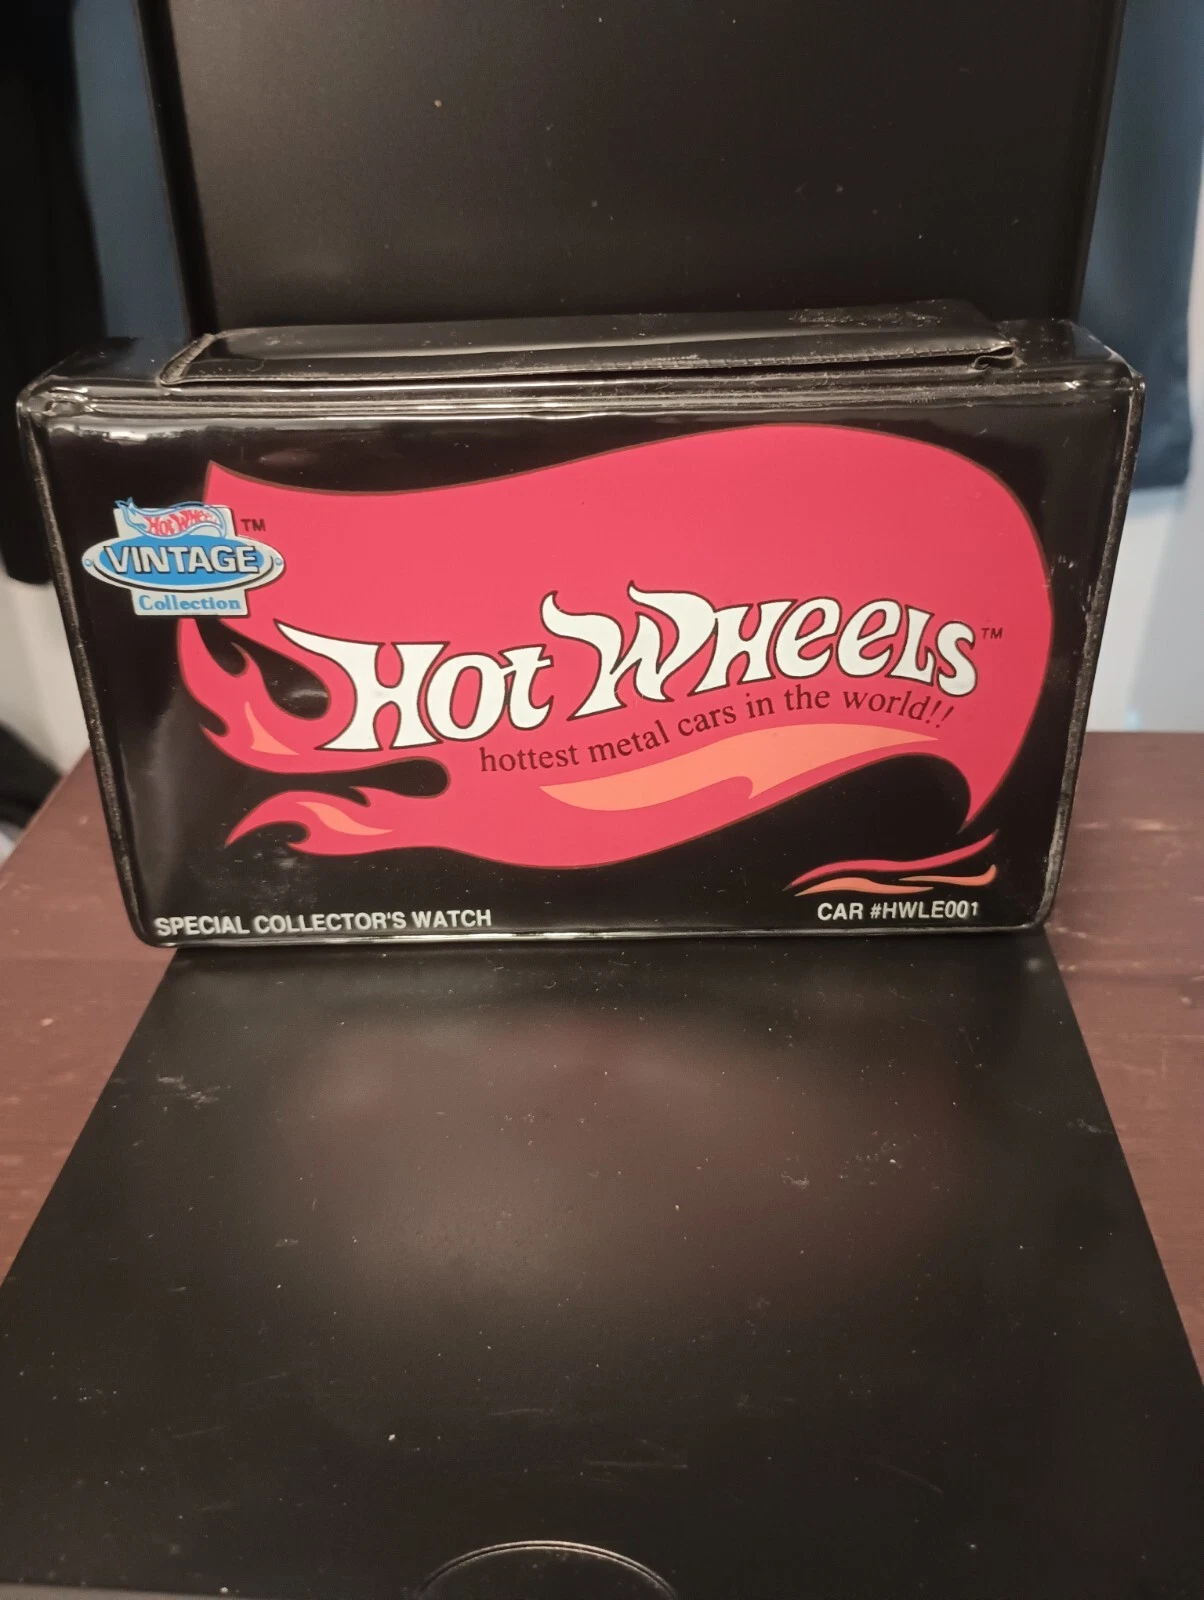 Hot Wheels
VINTAGE
Collection
TM
Hot Wheels TM
hottest metal cars in the world!!
SPECIAL COLLECTOR'S WATCH
CAR #HWLE001